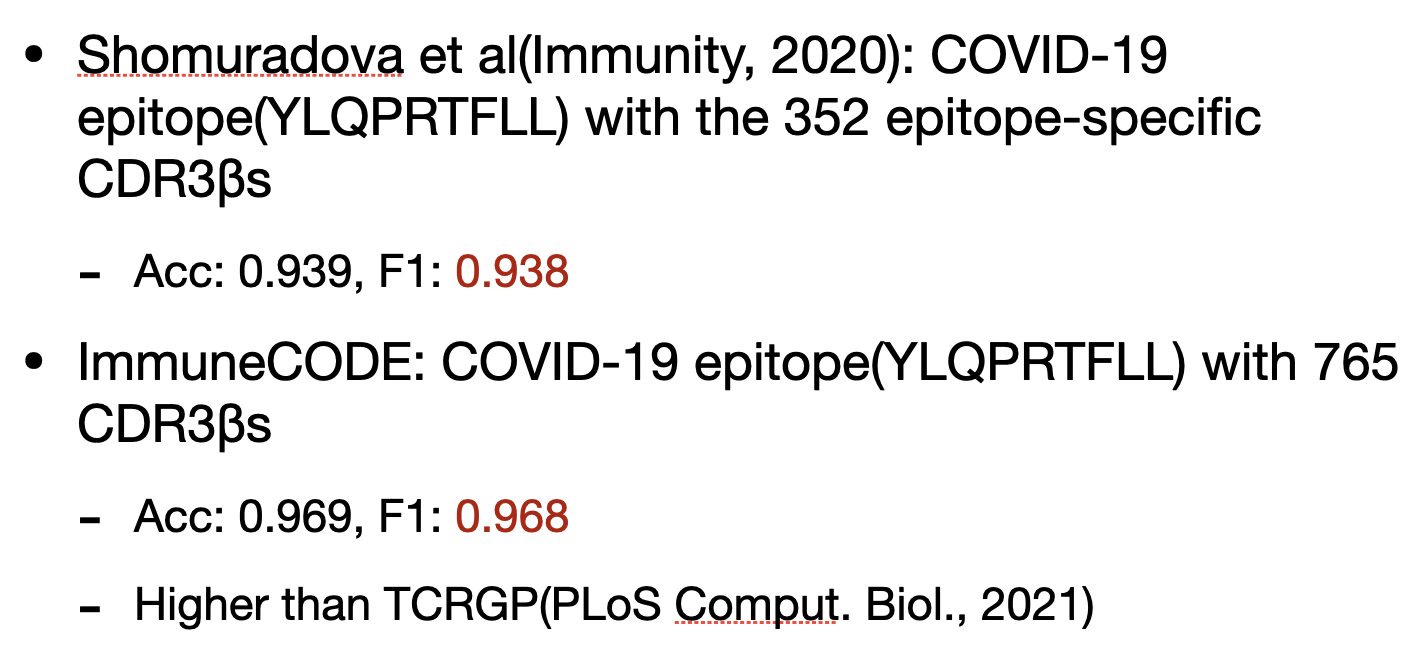 • Shomuradova et al(Immunity, 2020): COVID-19
epitope(YLQPRTFLL) with the 352 epitope-specific
CDR3βs
– Acc: 0.939, F1: 0.938
• ImmuneCODE: COVID-19 epitope(YLQPRTFLL) with 765
CDR3βs
– Acc: 0.969, F1: 0.968
– Higher than TCRGP(PLoS Comput. Biol., 2021)